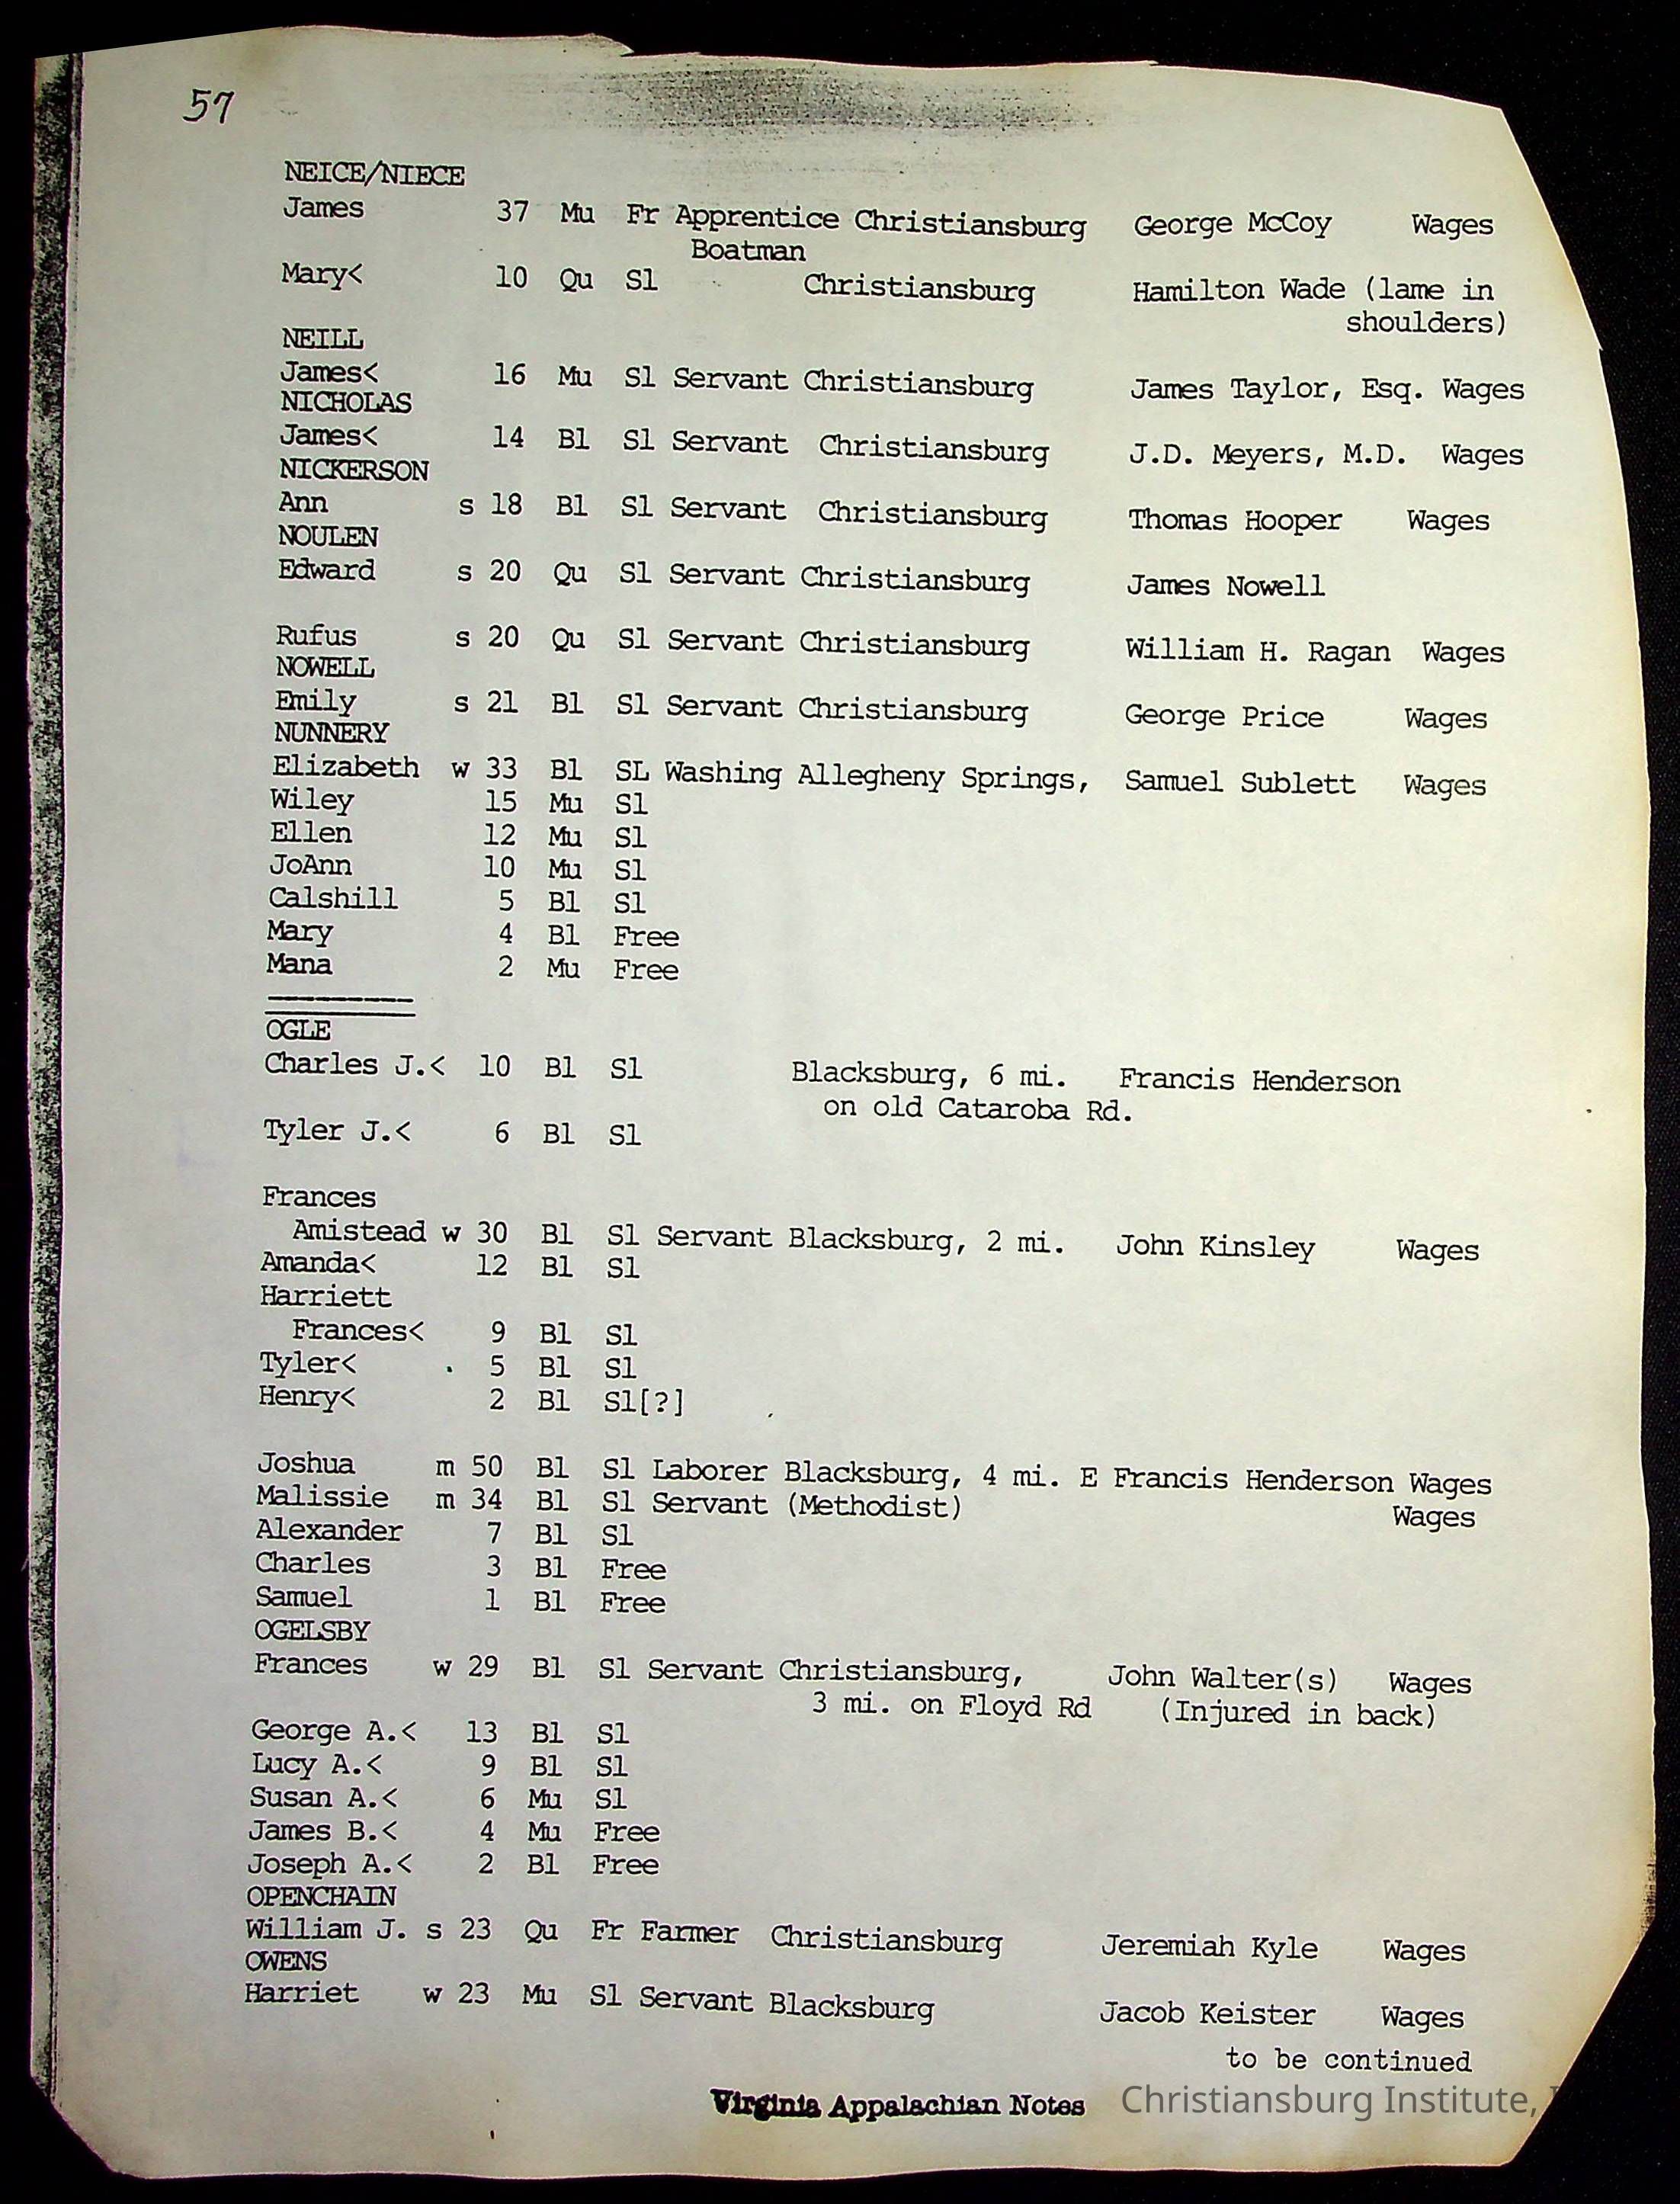 57
NEICE/NIECE
James 37 Mu Fr Apprentice Christiansburg George McCoy Wages
Boatman
Mary< 10 Qu Sl Christiansburg Hamilton Wade (lame in
shoulders)
NEILL
James< 16 Mu Sl Servant Christiansburg James Taylor, Esq. Wages
NICHOLAS
James< 14 Bl Sl Servant Christiansburg J.D. Meyers, M.D. Wages
NICKERSON
Ann s 18 Bl Sl Servant Christiansburg Thomas Hooper Wages
NOULEN
Edward s 20 Qu Sl Servant Christiansburg James Nowell
Rufus s 20 Qu Sl Servant Christiansburg William H. Ragan Wages
NOWELL
Emily s 21 Bl Sl Servant Christiansburg George Price Wages
NUNNERY
Elizabeth w 33 Bl SL Washing Allegheny Springs, Samuel Sublett Wages
Wiley 15 Mu Sl
Ellen 12 Mu Sl
JoAnn 10 Mu Sl
Calshill 5 Bl Sl
Mary 4 Bl Free
Mana 2 Mu Free
OGLE
Charles J.< 10 Bl Sl Blacksburg, 6 mi. Francis Henderson
on old Cataroba Rd.
Tyler J.< 6 Bl Sl
Frances
Amistead w 30 Bl Sl Servant Blacksburg, 2 mi. John Kinsley Wages
Amanda< 12 Bl Sl
Harriett
Frances< 9 Bl Sl
Tyler< 5 Bl Sl
Henry< 2 Bl Sl[?]
Joshua m 50 Bl Sl Laborer Blacksburg, 4 mi. E Francis Henderson Wages
Malissie m 34 Bl Sl Servant (Methodist) Wages
Alexander 7 Bl Sl
Charles 3 Bl Free
Samuel 1 Bl Free
OGELSBY
Frances w 29 Bl Sl Servant Christiansburg, John Walter(s) Wages
3 mi. on Floyd Rd (Injured in back)
George A.< 13 Bl Sl
Lucy A.< 9 Bl Sl
Susan A.< 6 Mu Sl
James B.< 4 Mu Free
Joseph A.< 2 Bl Free
OPENCHAIN
William J. s 23 Qu Fr Farmer Christiansburg Jeremiah Kyle Wages
OWENS
Harriet w 23 Mu Sl Servant Blacksburg Jacob Keister Wages
to be continued
Virginia Appalachian Notes
Christiansburg Institute,